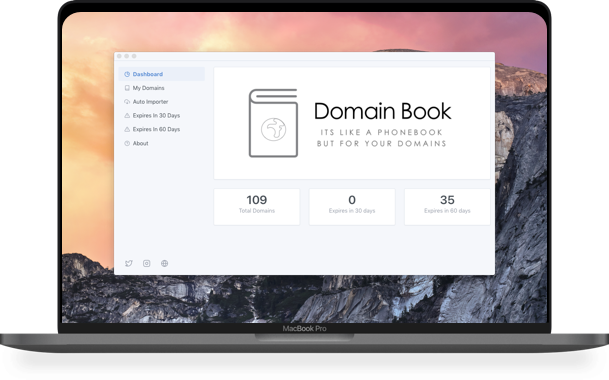 Dashboard
My Domains
Auto Importer
Expires In 30 Days
Expires In 60 Days
About
Domain Book
ITS LIKE A PHONEBOOK
BUT FOR YOUR DOMAINS
109
Total Domains
0
Expires in 30 days
35
Expires in 60 days
MacBook Pro